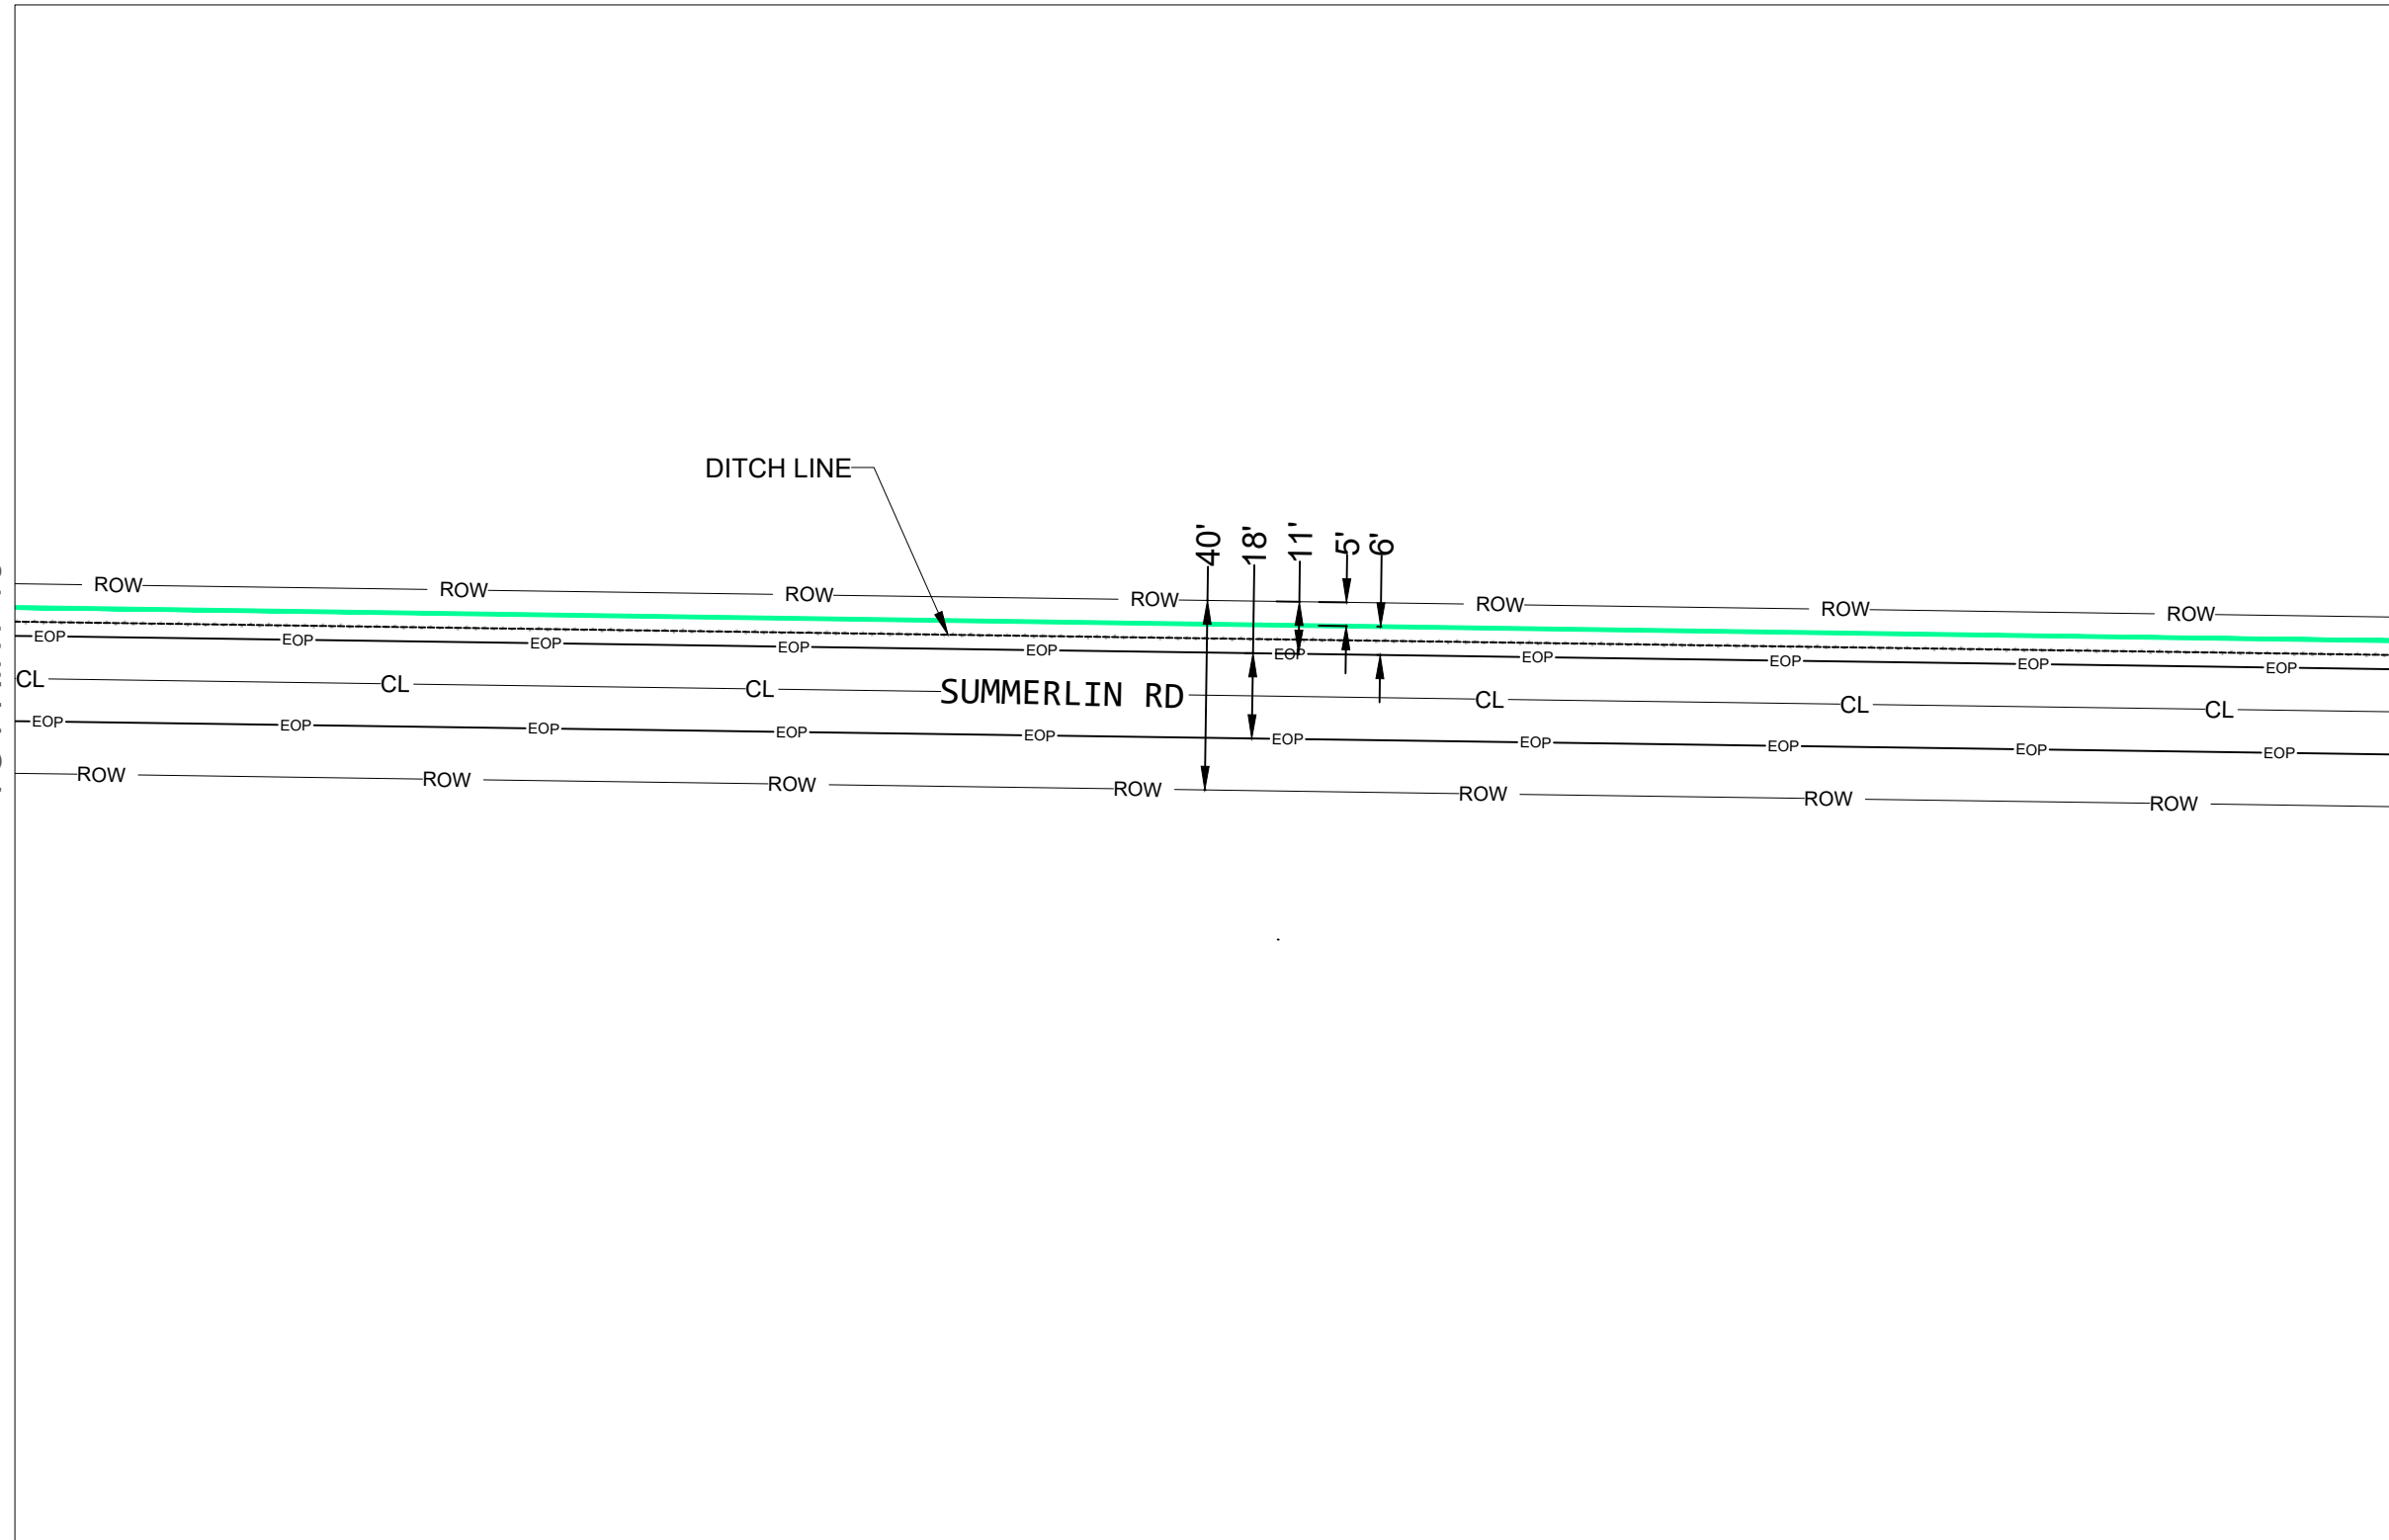 DITCH LINE
40'
18'
11'
5'
6'
ROW ROW ROW ROW ROW ROW ROW
EOP EOP EOP EOP EOP EOP EOP EOP EOP EOP
CL CL CL SUMMERLIN RD CL CL CL
EOP EOP EOP EOP EOP EOP EOP EOP EOP EOP
ROW ROW ROW ROW ROW ROW ROW